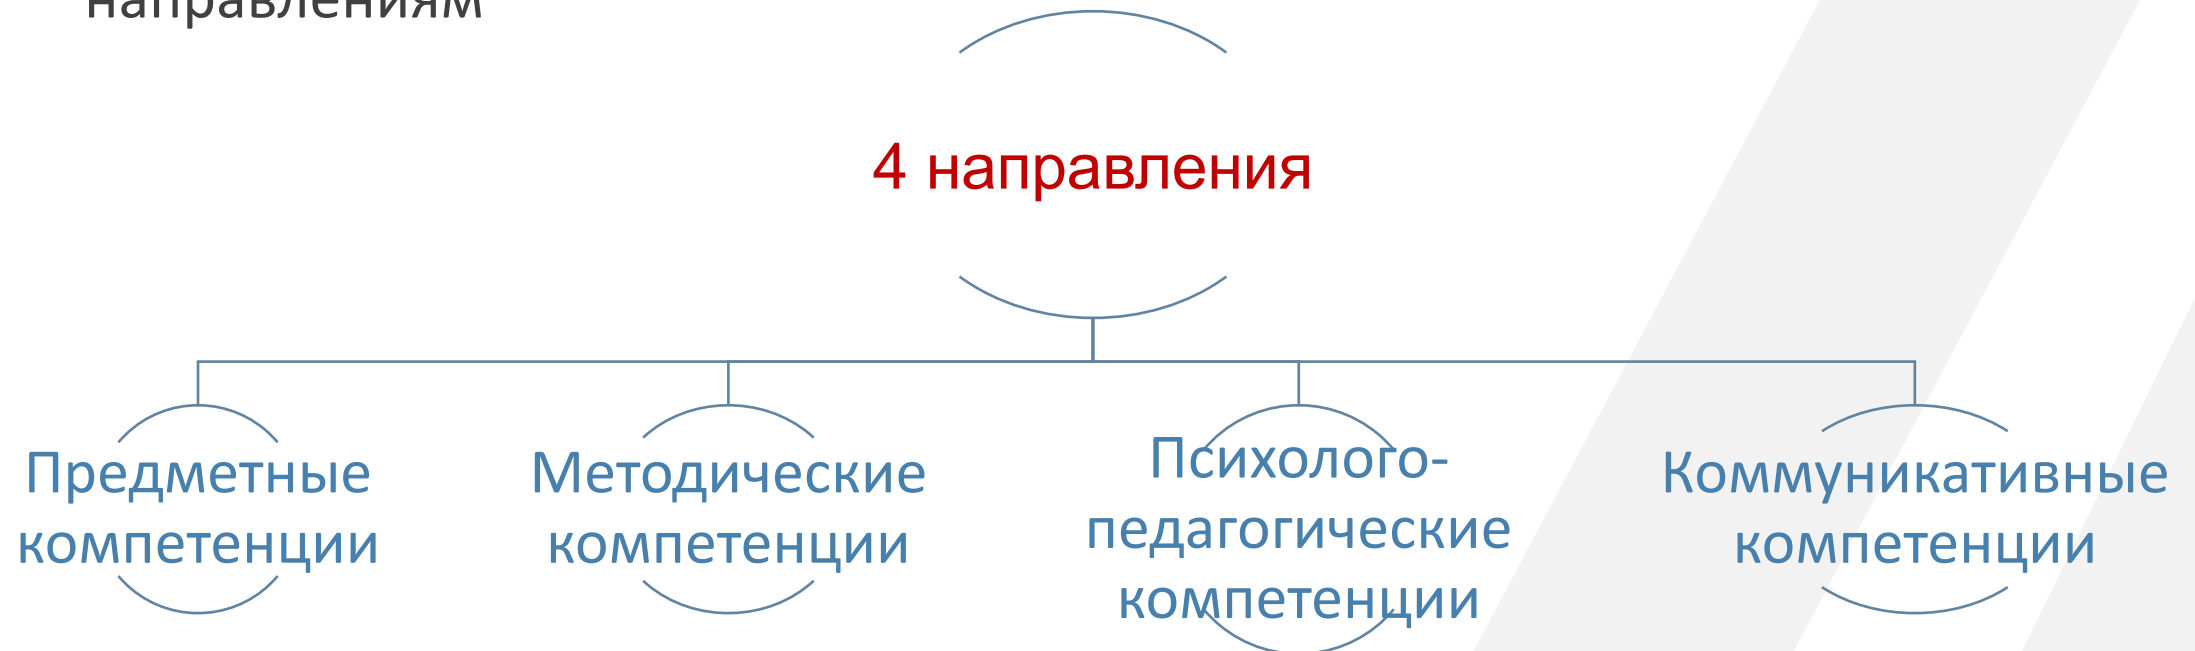 направлениям
4 направления
Предметные
компетенции
Методические
компетенции
Психолого-
педагогические
компетенции
Коммуникативные
компетенции